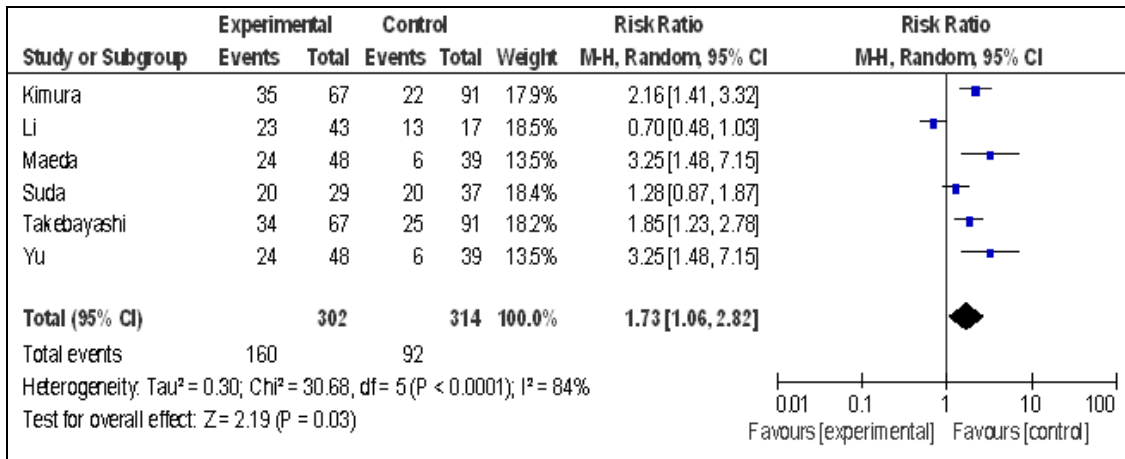 Experimental Control Risk Ratio Risk Ratio
Study or Subgroup Events Total Events Total Weight M-H, Random, 95% CI M-H, Random, 95% CI
Kimura 35 67 22 91 17.9% 2.16 [1.41, 3.32]
Li 23 43 13 17 18.5% 0.70 [0.48, 1.03]
Maeda 24 48 6 39 13.5% 3.25 [1.48, 7.15]
Suda 20 29 20 37 18.4% 1.28 [0.87, 1.87]
Takebayashi 34 67 25 91 18.2% 1.85 [1.23, 2.78]
Yu 24 48 6 39 13.5% 3.25 [1.48, 7.15]
Total (95% CI) 302 314 100.0% 1.73 [1.06, 2.82]
Total events 160 92
Heterogeneity: Tau² = 0.30; Chi² = 30.68, df = 5 (P < 0.0001); I² = 84%
Test for overall effect: Z = 2.19 (P = 0.03)
0.01 0.1 1 10 100
Favours [experimental] Favours [control]